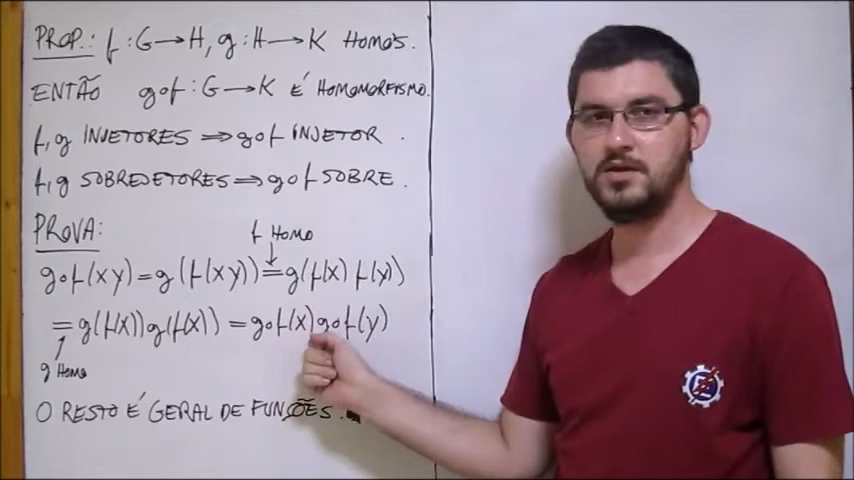 PROP.: f : G → H, g : H → K HOMOS.
ENTÃO g∘f : G → K É HOMOMORFISMO.
f, g INJETORES ⇒ g∘f INJETOR.
f, g SOBREJETORES ⇒ g∘f SOBRE.
PROVA:
f HOMO
g∘f(xy) = g(f(xy)) = g(f(x) f(y))
= g(f(x)) g(f(x)) = g∘f(x) g∘f(y)
g HOMO
O RESTO É GERAL DE FUNÇÕES.